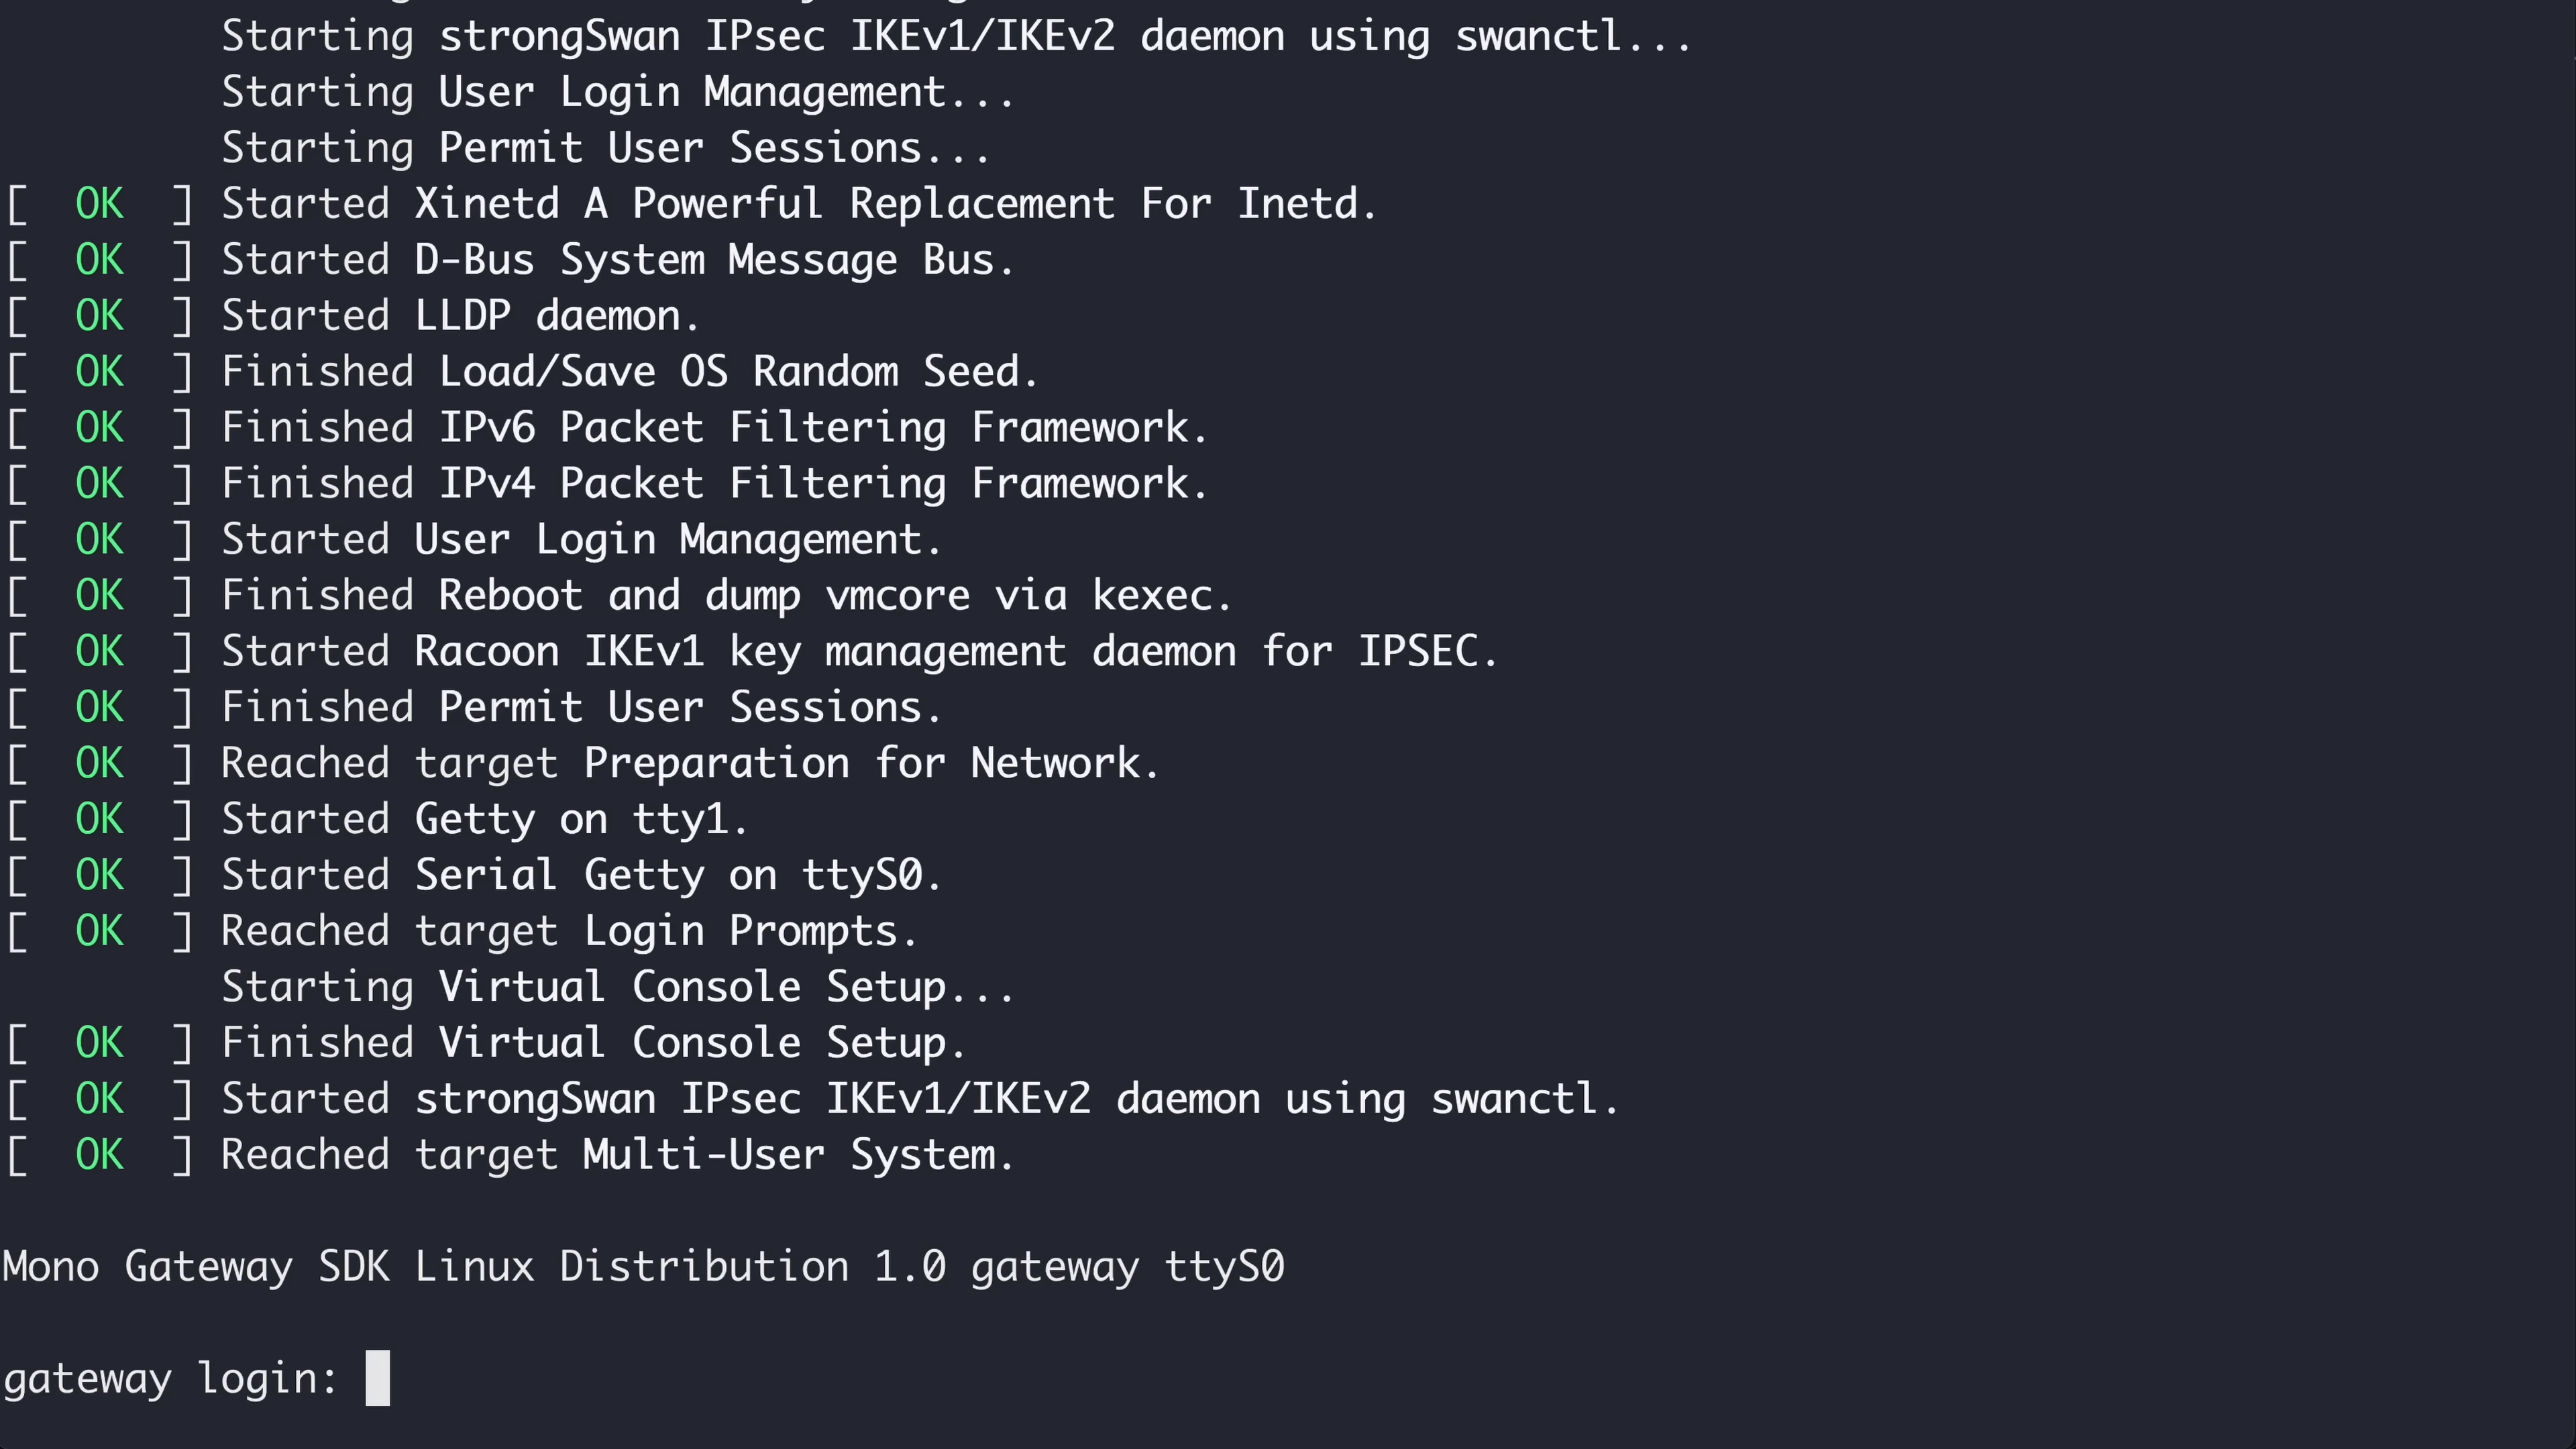 Starting strongSwan IPsec IKEv1/IKEv2 daemon using swanctl...
Starting User Login Management...
Starting Permit User Sessions...
[  OK  ] Started Xinetd A Powerful Replacement For Inetd.
[  OK  ] Started D-Bus System Message Bus.
[  OK  ] Started LLDP daemon.
[  OK  ] Finished Load/Save OS Random Seed.
[  OK  ] Finished IPv6 Packet Filtering Framework.
[  OK  ] Finished IPv4 Packet Filtering Framework.
[  OK  ] Started User Login Management.
[  OK  ] Finished Reboot and dump vmcore via kexec.
[  OK  ] Started Racoon IKEv1 key management daemon for IPSEC.
[  OK  ] Finished Permit User Sessions.
[  OK  ] Reached target Preparation for Network.
[  OK  ] Started Getty on tty1.
[  OK  ] Started Serial Getty on ttyS0.
[  OK  ] Reached target Login Prompts.
Starting Virtual Console Setup...
[  OK  ] Finished Virtual Console Setup.
[  OK  ] Started strongSwan IPsec IKEv1/IKEv2 daemon using swanctl.
[  OK  ] Reached target Multi-User System.
Mono Gateway SDK Linux Distribution 1.0 gateway ttyS0
gateway login: